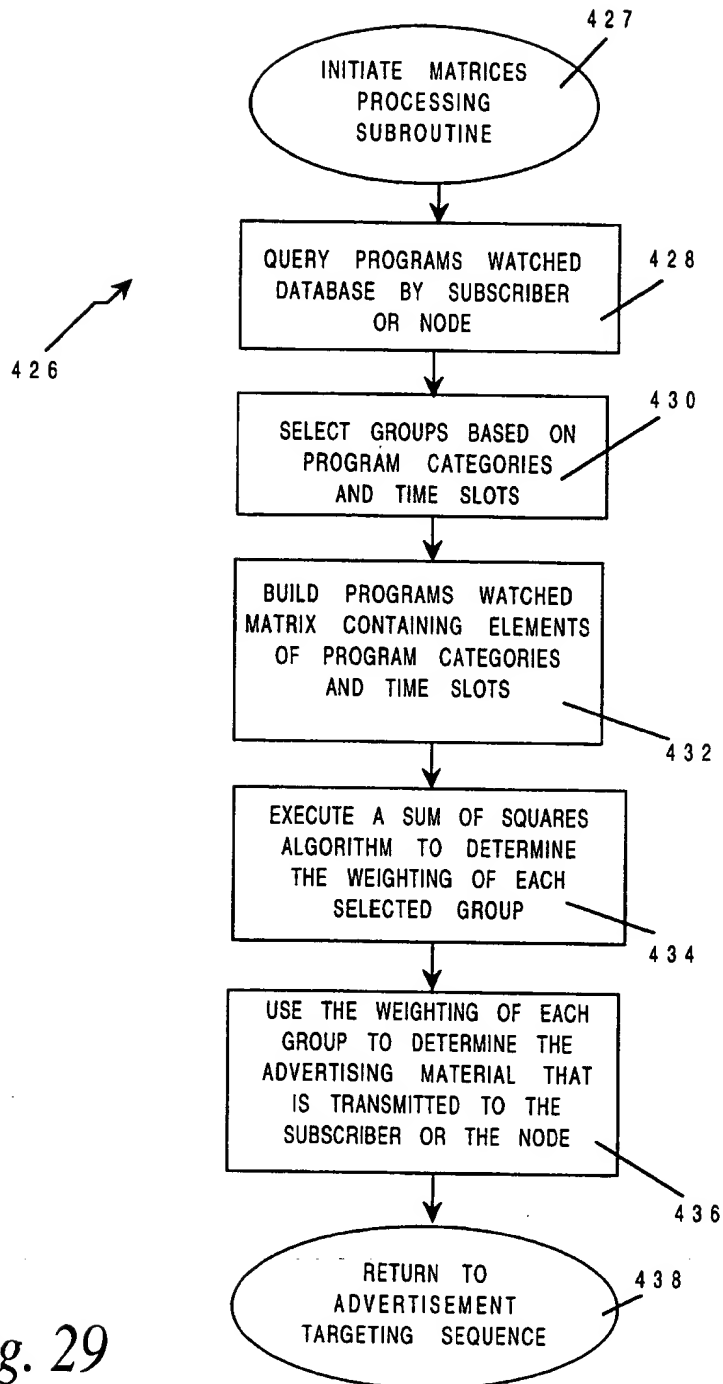 427
INITIATE MATRICES
PROCESSING
SUBROUTINE
QUERY PROGRAMS WATCHED
DATABASE BY SUBSCRIBER
OR NODE
428
426
SELECT GROUPS BASED ON
PROGRAM CATEGORIES
AND TIME SLOTS
430
BUILD PROGRAMS WATCHED
MATRIX CONTAINING ELEMENTS
OF PROGRAM CATEGORIES
AND TIME SLOTS
432
EXECUTE A SUM OF SQUARES
ALGORITHM TO DETERMINE
THE WEIGHTING OF EACH
SELECTED GROUP
434
USE THE WEIGHTING OF EACH
GROUP TO DETERMINE THE
ADVERTISING MATERIAL THAT
IS TRANSMITTED TO THE
SUBSCRIBER OR THE NODE
436
RETURN TO
ADVERTISEMENT
TARGETING SEQUENCE
438
g. 29